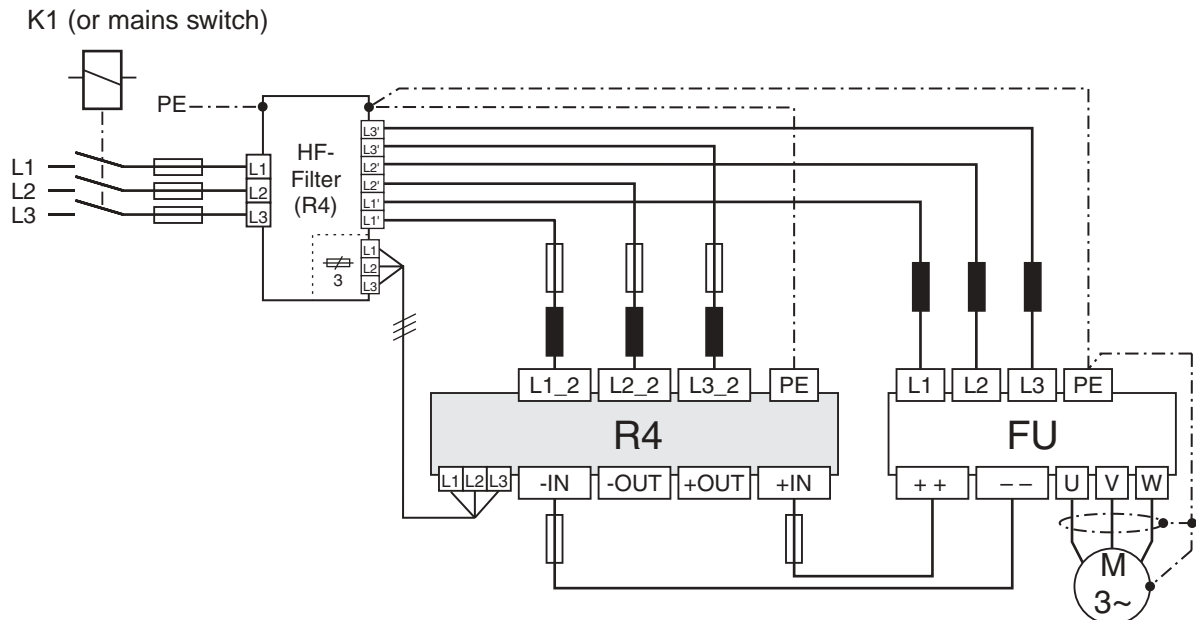 K1 (or mains switch)
PE
L1
L2
L3
L1
L2
L3
HF-
Filter
(R4)
3
L3'
L3'
L2'
L2'
L1'
L1'
L1
L2
L3
L1_2
L2_2
L3_2
PE
R4
L1
L2
L3
-IN
-OUT
+OUT
+IN
L1
L2
L3
PE
FU
+ +
– –
U
V
W
M
3~